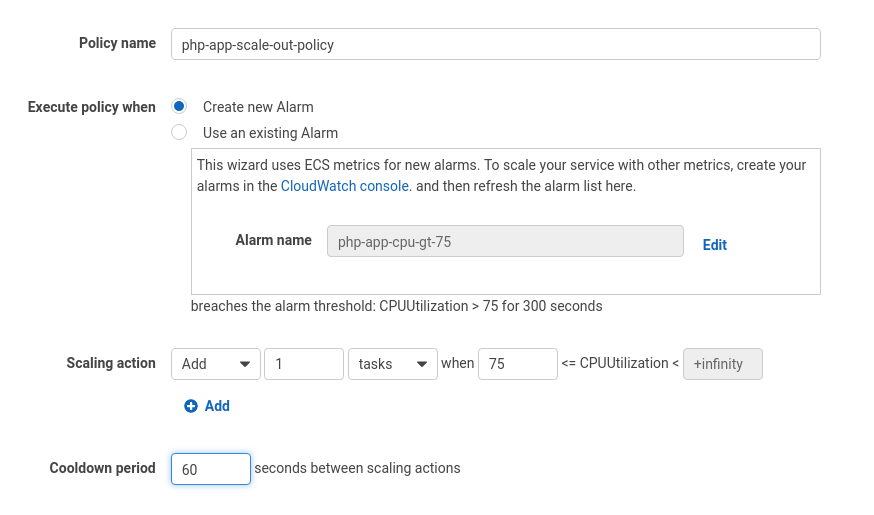 Policy name php-app-scale-out-policy
Execute policy when Create new Alarm
Use an existing Alarm
This wizard uses ECS metrics for new alarms. To scale your service with other metrics, create your
alarms in the CloudWatch console. and then refresh the alarm list here.
Alarm name php-app-cpu-gt-75 Edit
breaches the alarm threshold: CPUUtilization > 75 for 300 seconds
Scaling action Add 1 tasks when 75 <= CPUUtilization < +infinity
Add
Cooldown period 60 seconds between scaling actions